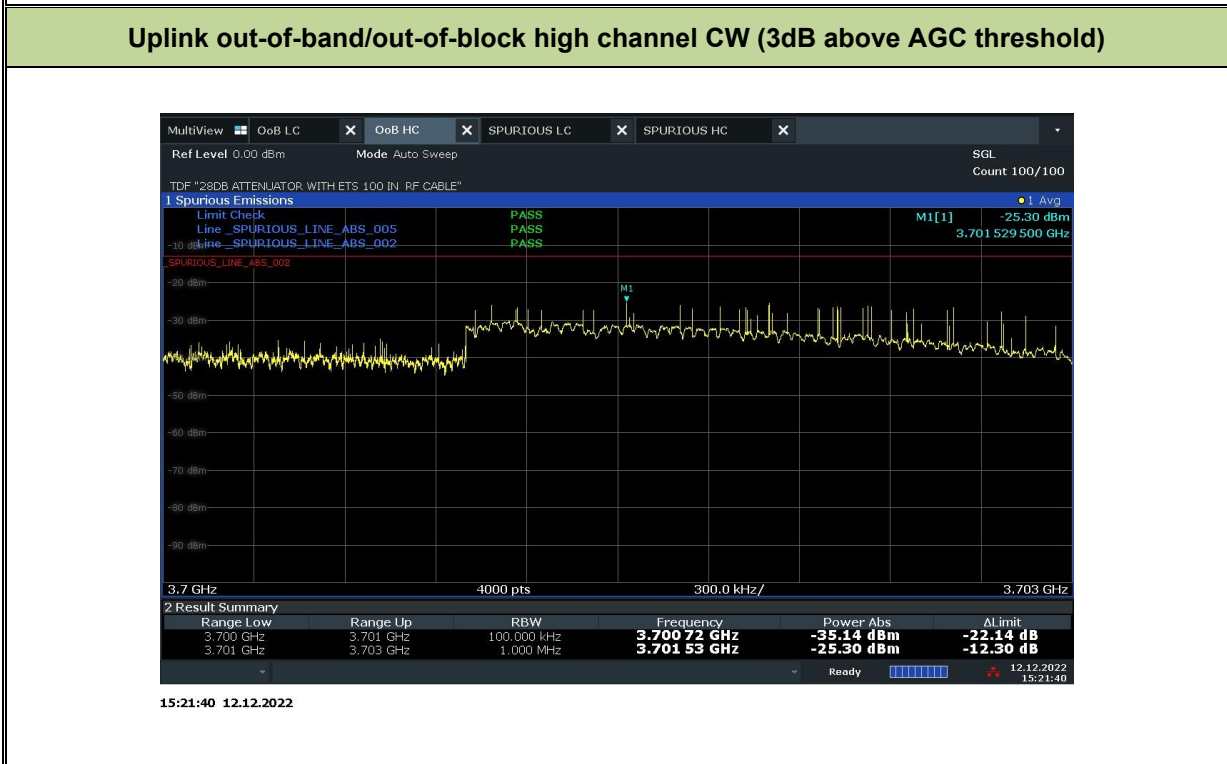 Uplink out-of-band/out-of-block high channel CW (3dB above AGC threshold)
MultiView OoB LC OoB HC SPURIOUS LC SPURIOUS HC
Ref Level 0.00 dBm Mode Auto Sweep SGL
Count 100/100
TDF "28DB ATTENUATOR WITH ETS 100 IN RF CABLE"
1 Spurious Emissions 1 Avg
Limit Check PASS M1[1] -25.30 dBm
Line _SPURIOUS_LINE_ABS_005 PASS 3.701 529 500 GHz
-10 dBm Line _SPURIOUS_LINE_ABS_002 PASS
_SPURIOUS_LINE_ABS_002
-20 dBm
M1
-30 dBm
-50 dBm
-60 dBm
-70 dBm
-80 dBm
-90 dBm
3.7 GHz 4000 pts 300.0 kHz/ 3.703 GHz
2 Result Summary
Range Low Range Up RBW Frequency Power Abs ΔLimit
3.700 GHz 3.701 GHz 100.000 kHz 3.700 72 GHz -35.14 dBm -22.14 dB
3.701 GHz 3.703 GHz 1.000 MHz 3.701 53 GHz -25.30 dBm -12.30 dB
Ready 12.12.2022
15:21:40
15:21:40 12.12.2022